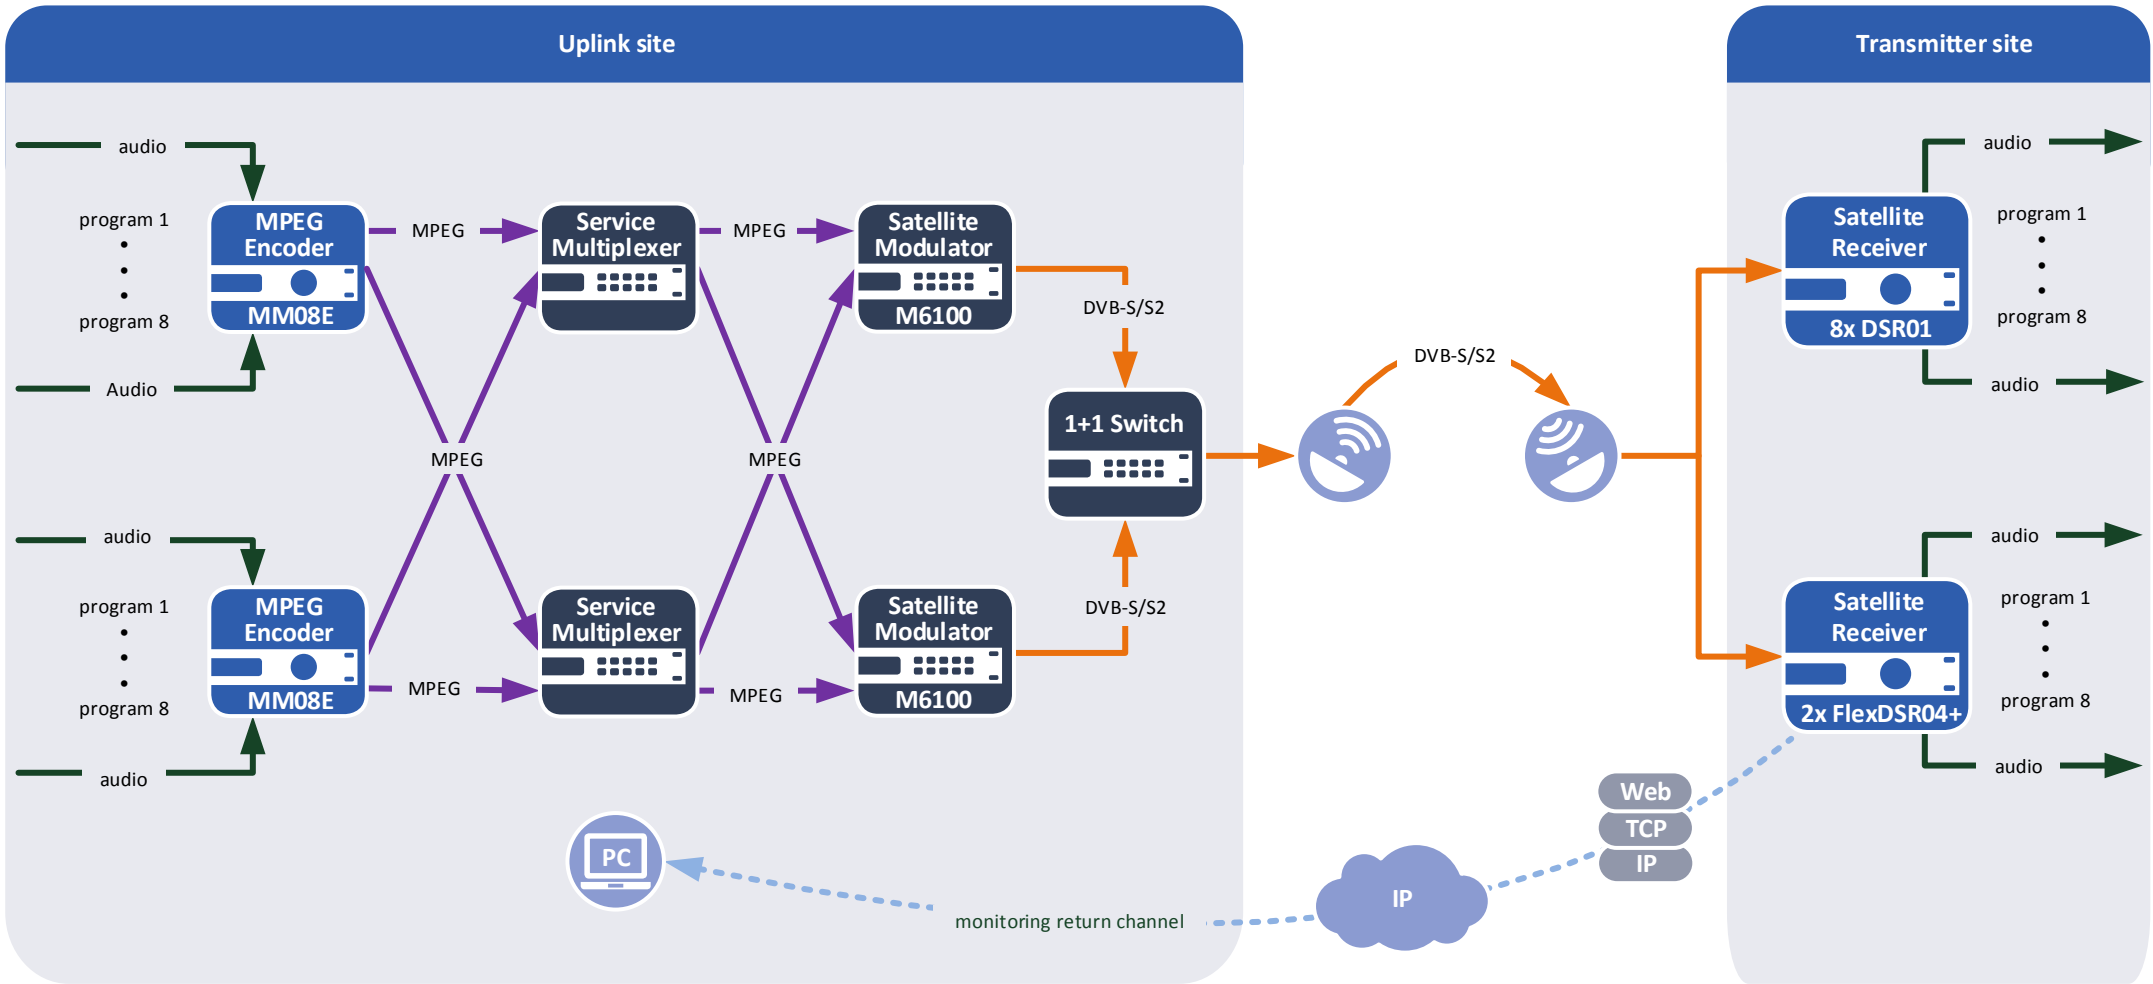 Uplink site
Transmitter site
audio
program 1
program 8
Audio
MPEG
Encoder
MM08E
MPEG
Service
Multiplexer
MPEG
Satellite
Modulator
M6100
DVB-S/S2
MPEG
MPEG
1+1 Switch
DVB-S/S2
audio
program 1
program 8
audio
MPEG
Encoder
MM08E
MPEG
Service
Multiplexer
MPEG
Satellite
Modulator
M6100
DVB-S/S2
audio
Satellite
Receiver
8x DSR01
program 1
program 8
audio
audio
Satellite
Receiver
2x FlexDSR04+
program 1
program 8
audio
Web
TCP
IP
IP
monitoring return channel
PC